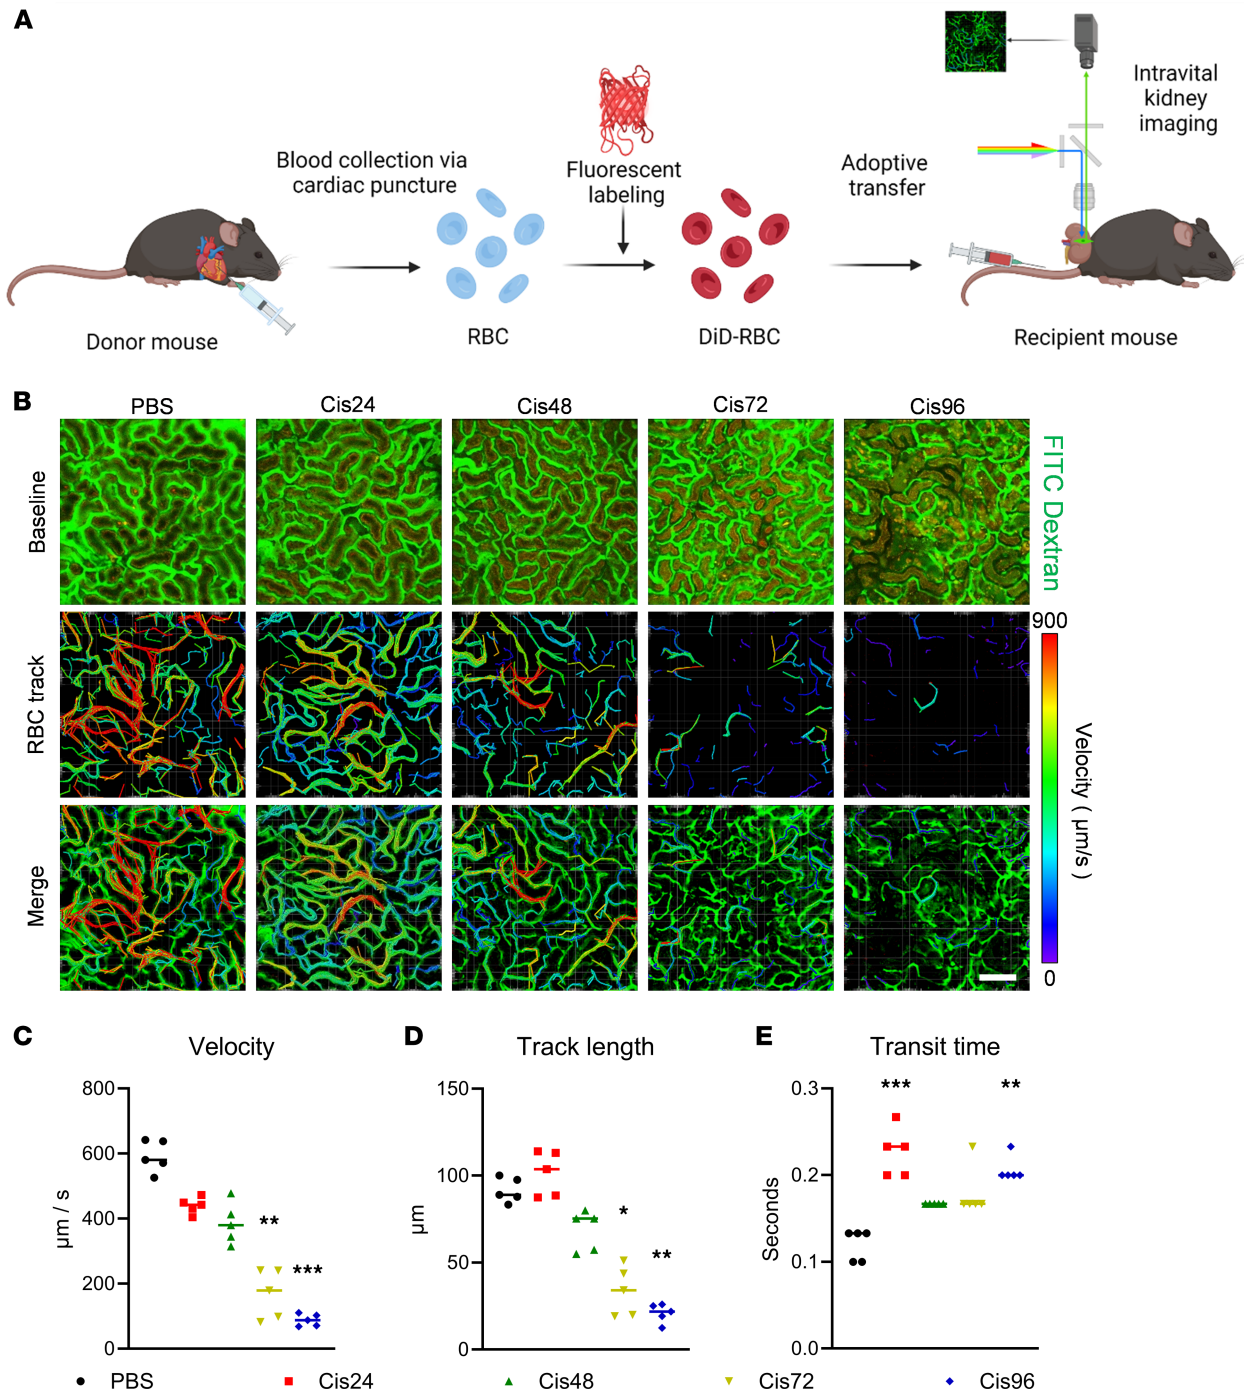 A
Blood collection via
cardiac puncture
Fluorescent
labeling
Adoptive
transfer
Intravital
kidney
imaging
Donor mouse
RBC
DiD-RBC
Recipient mouse
B
PBS
Cis24
Cis48
Cis72
Cis96
Baseline
RBC track
Merge
FITC Dextran
900
Velocity ( μm/s )
0
C
Velocity
μm / s
800
600
400
200
0
**
***
D
Track length
μm
150
100
50
0
*
**
E
Transit time
Seconds
0.3
0.2
0.1
0.0
***
**
PBS
Cis24
Cis48
Cis72
Cis96